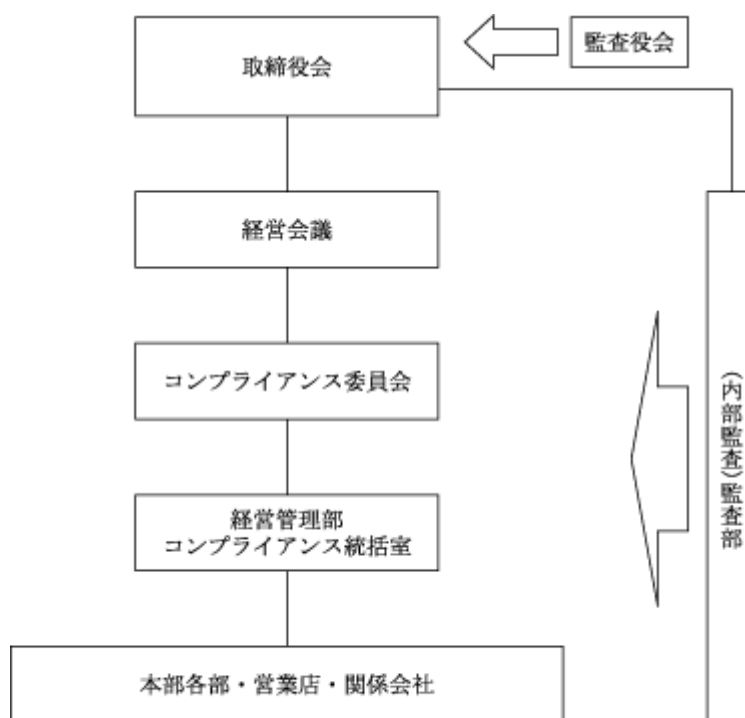 取締役会
監査役会
経営会議
コンプライアンス委員会
経営管理部
コンプライアンス統括室
本部各部・営業店・関係会社
(内部監査)監査部